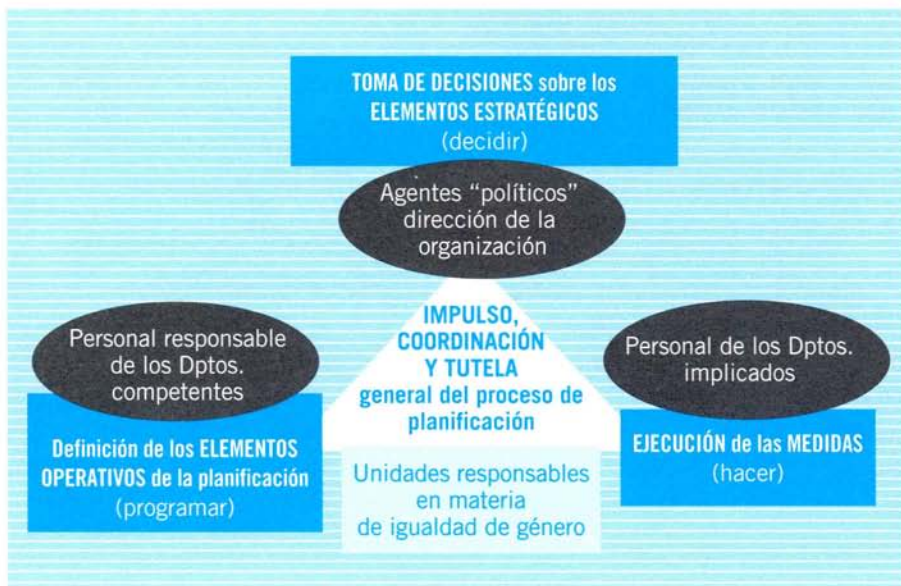 TOMA DE DECISIONES sobre los
ELEMENTOS ESTRATÉGICOS
(decidir)
Agentes “políticos”
dirección de la
organización
IMPULSO,
COORDINACIÓN
Y TUTELA
general del proceso de
planificación
Unidades responsables
en materia
de igualdad de género
Personal responsable
de los Dptos.
competentes
Definición de los ELEMENTOS
OPERATIVOS de la planificación
(programar)
Personal de los Dptos.
implicados
EJECUCIÓN de las MEDIDAS
(hacer)